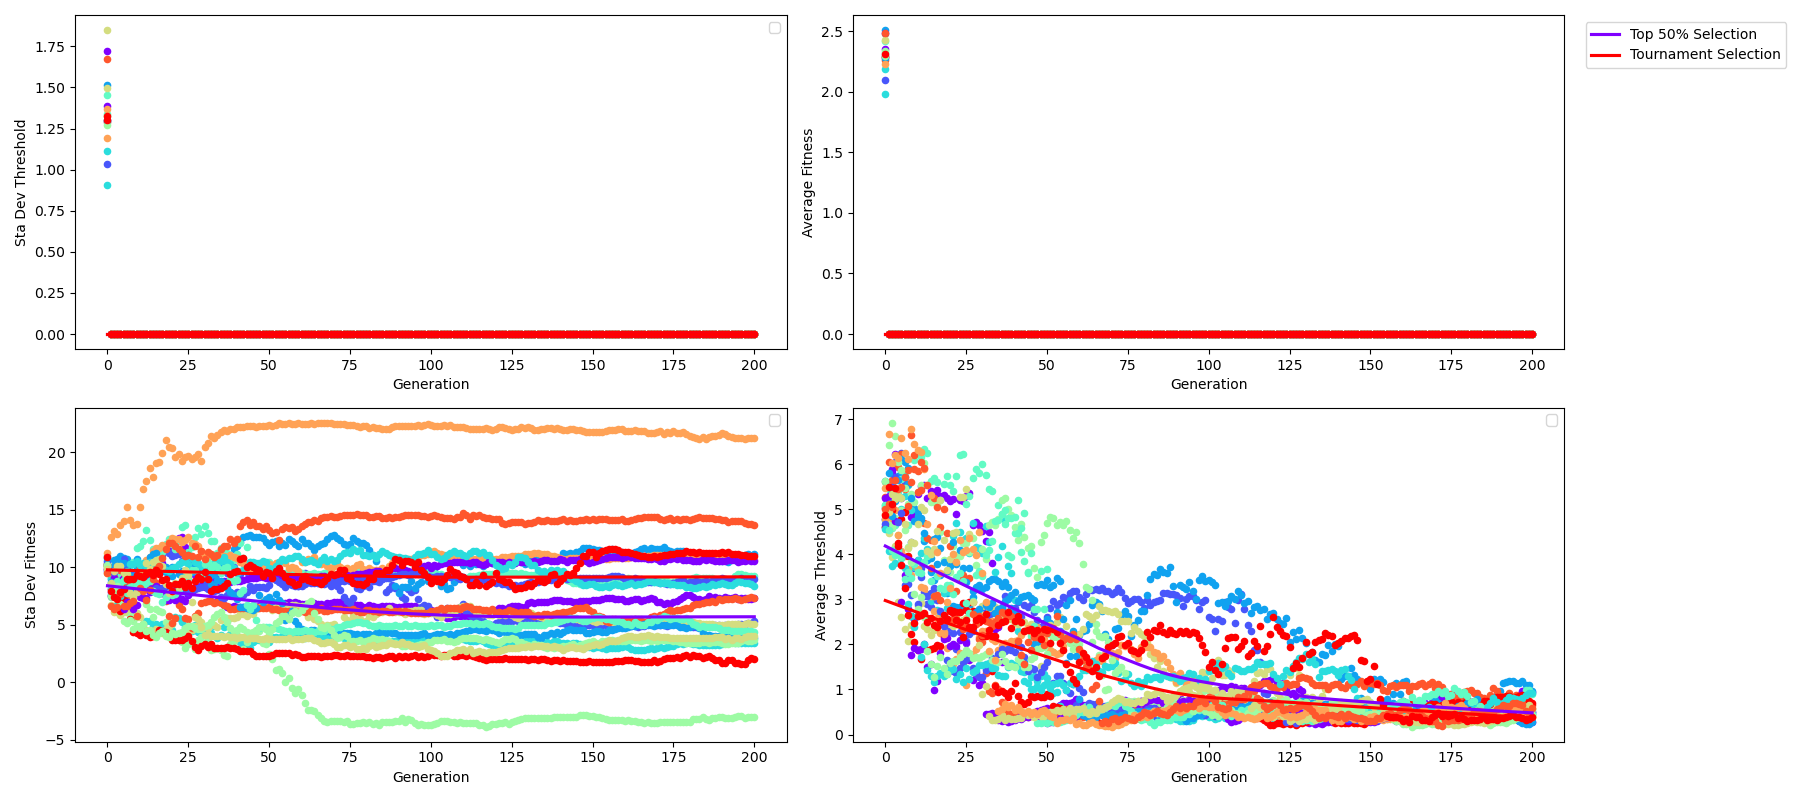 Sta Dev Threshold
1.75
1.50
1.25
1.00
0.75
0.50
0.25
0.00
0 25 50 75 100 125 150 175 200
Generation
Average Fitness
2.5
2.0
1.5
1.0
0.5
0.0
0 25 50 75 100 125 150 175 200
Generation
Top 50% Selection
Tournament Selection
Sta Dev Fitness
20
15
10
5
0
−5
0 25 50 75 100 125 150 175 200
Generation
Average Threshold
7
6
5
4
3
2
1
0
0 25 50 75 100 125 150 175 200
Generation